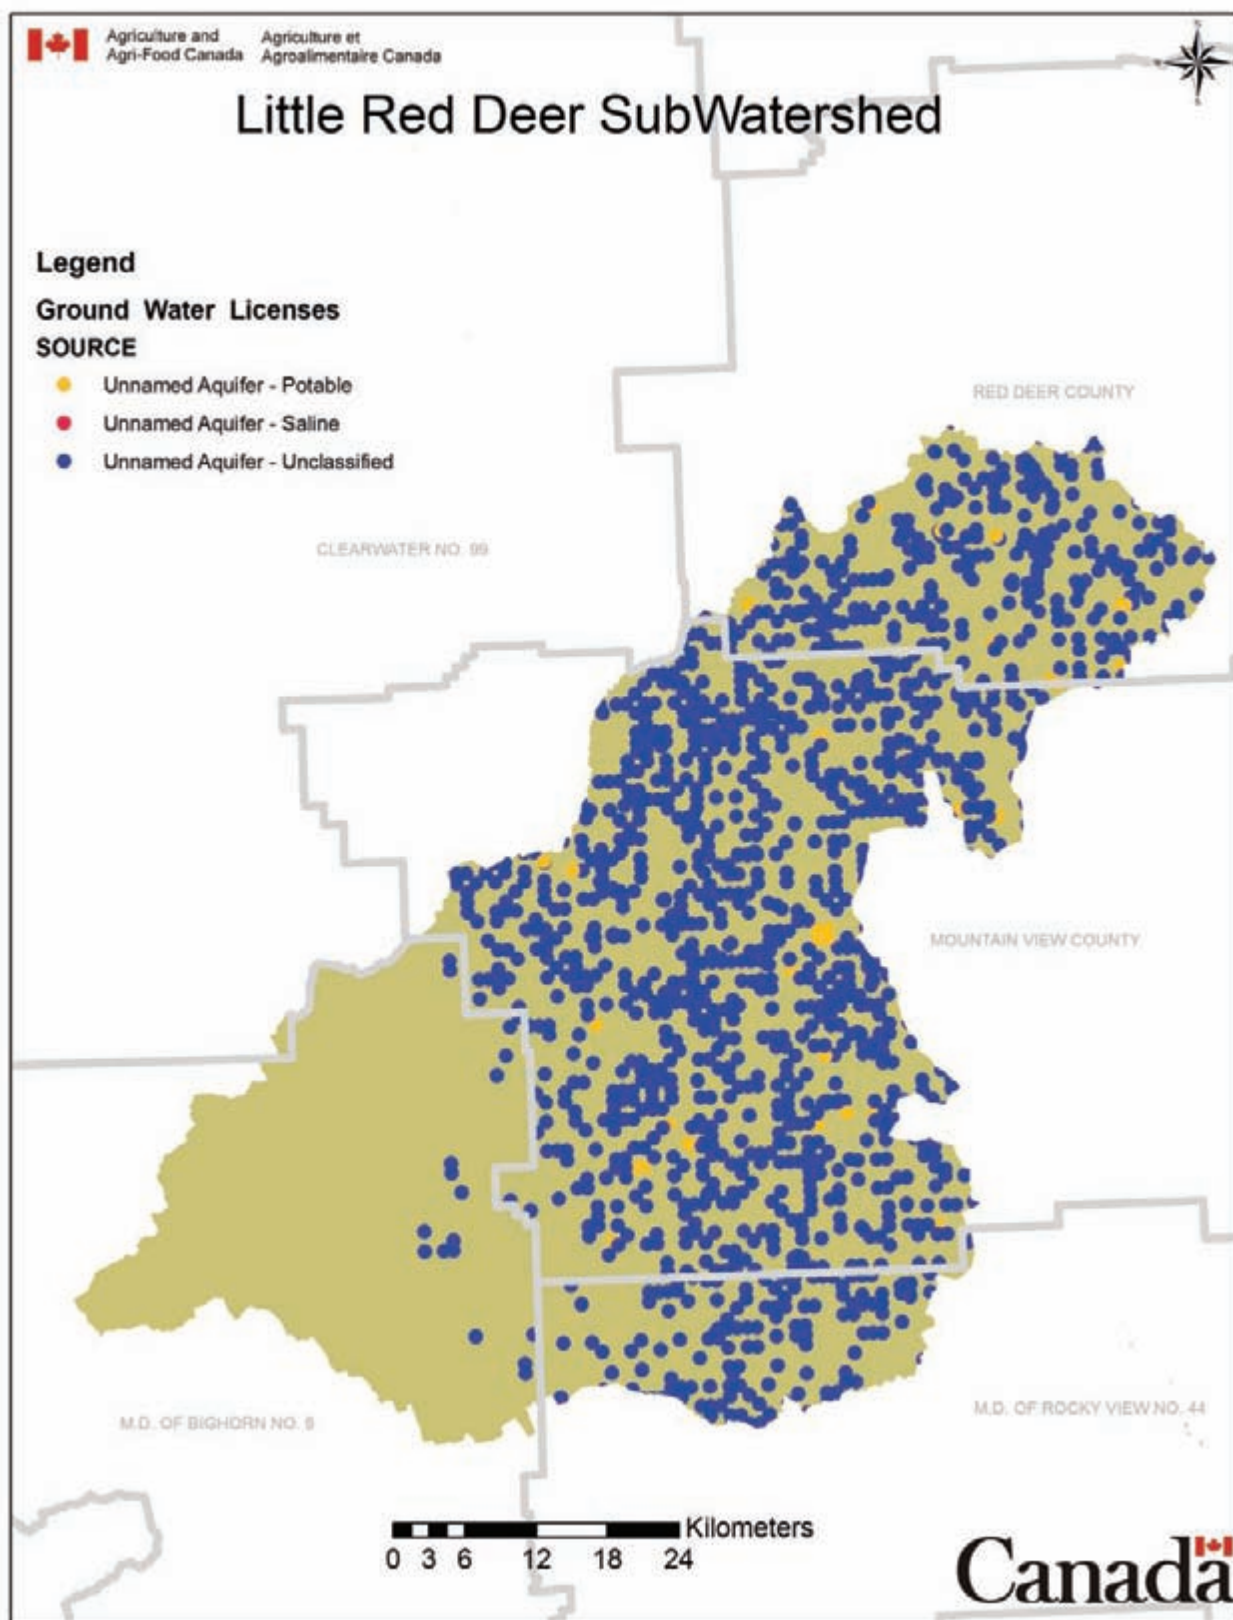 Agriculture and Agriculture et
Agri-Food Canada Agroalimentaire Canada
Little Red Deer SubWatershed
Legend
Ground Water Licenses
SOURCE
Unnamed Aquifer - Potable
Unnamed Aquifer - Saline
Unnamed Aquifer - Unclassified
RED DEER COUNTY
CLEARWATER NO. 99
MOUNTAIN VIEW COUNTY
M.D. OF BIGHORN NO. 8
M.D. OF ROCKY VIEW NO. 44
Kilometers
0 3 6 12 18 24
Canada